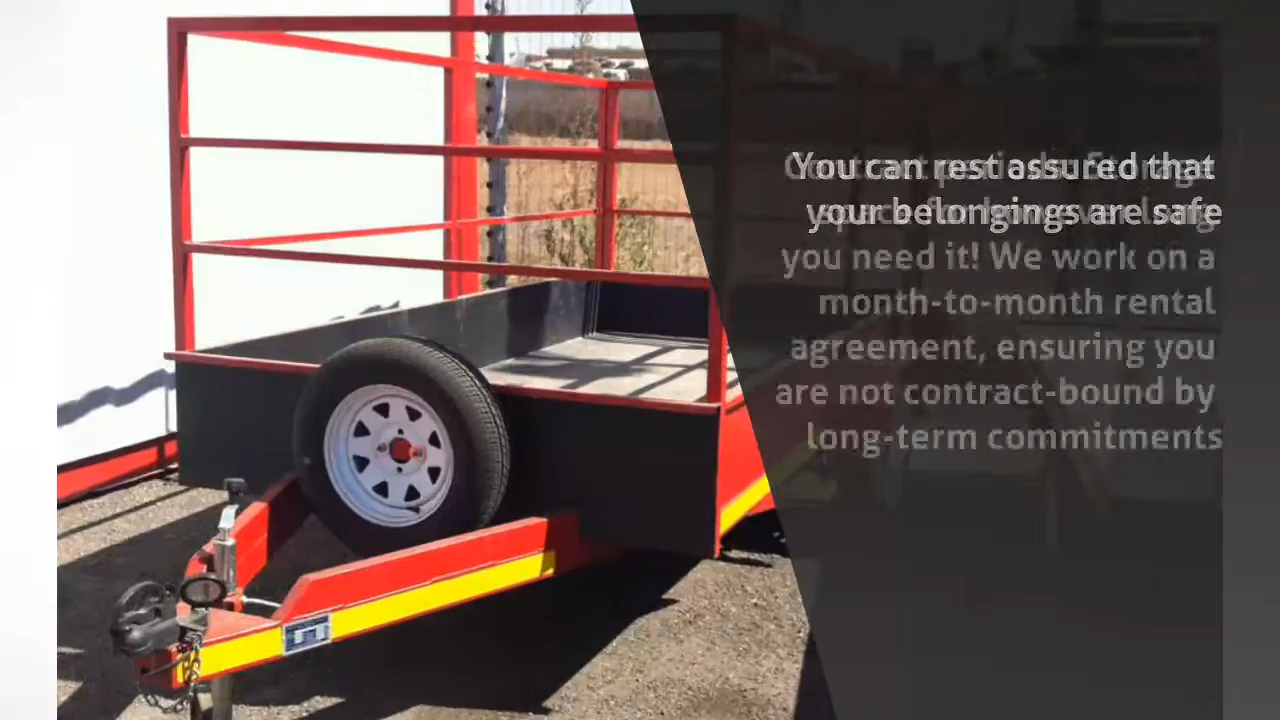 You can rest assured that
your belongings are safe
you need it! We work on a
month-to-month rental
agreement, ensuring you
are not contract-bound by
long-term commitments